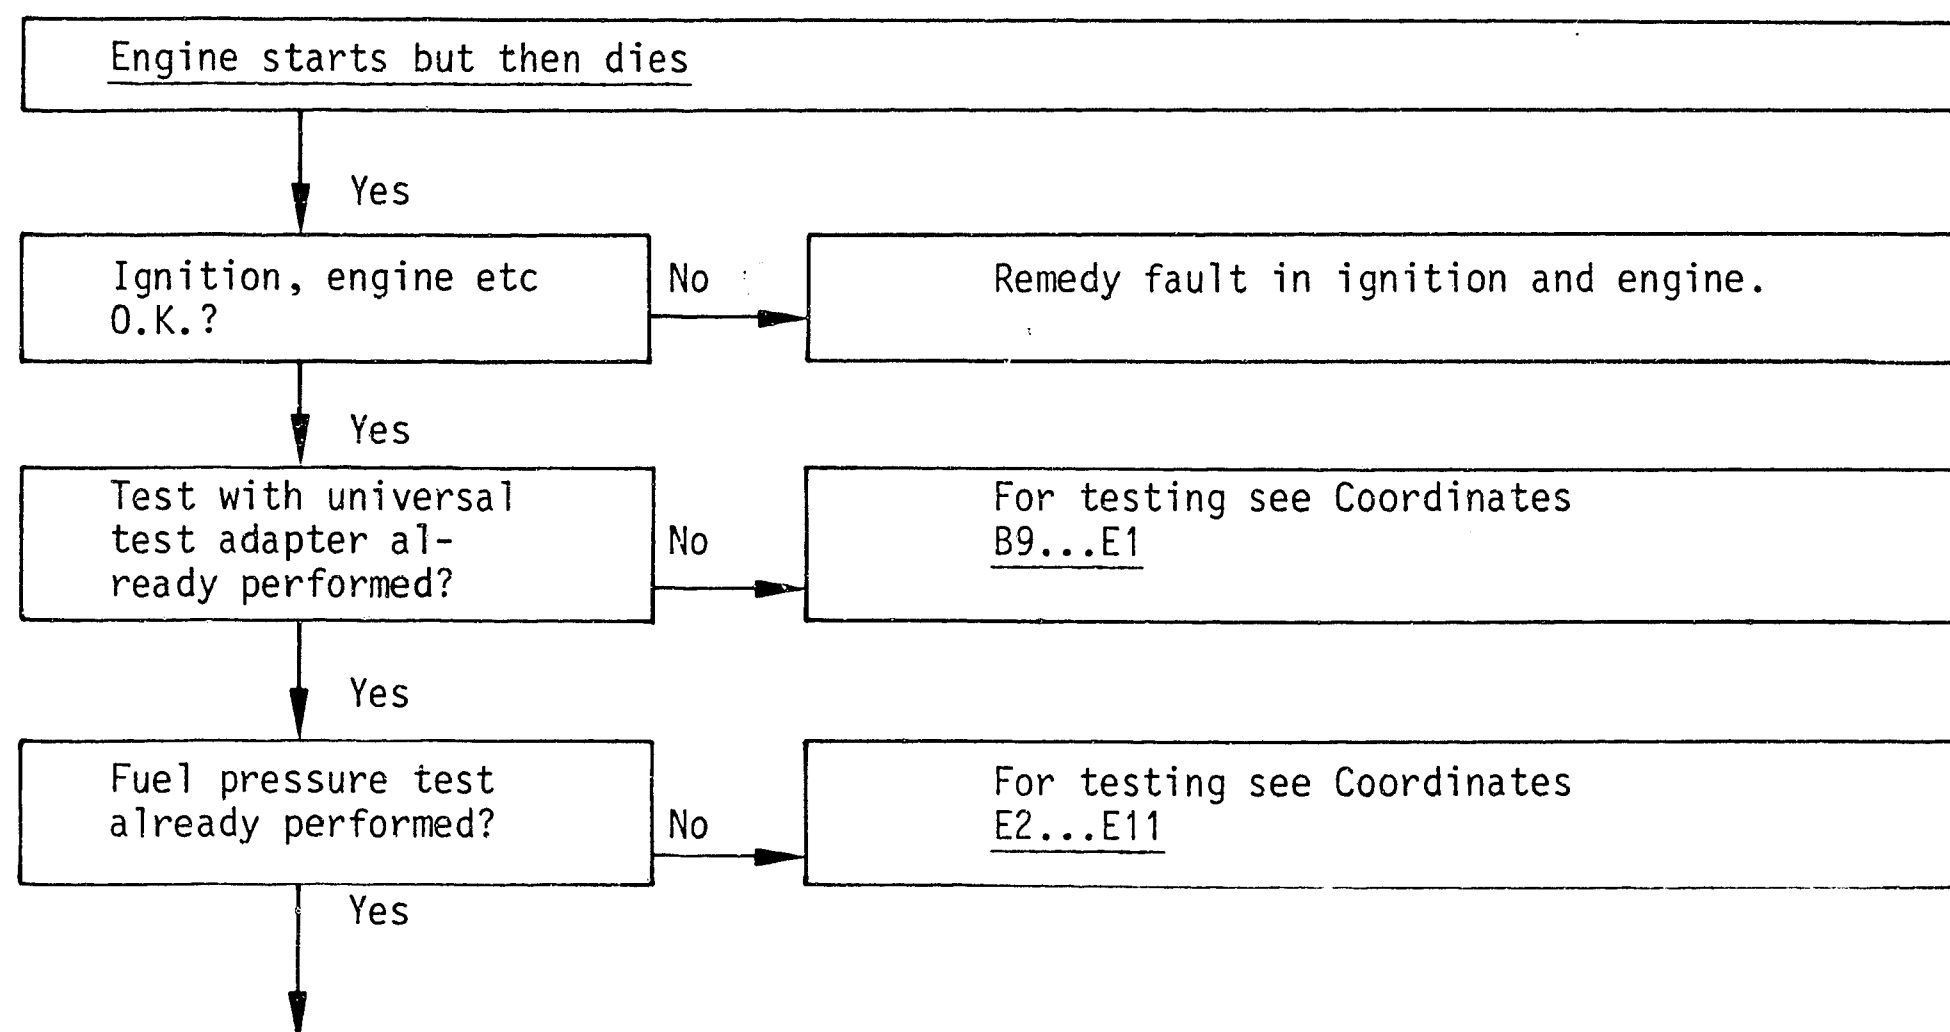 Engine starts but then dies
Yes
Ignition, engine etc
O.K.?
No
Remedy fault in ignition and engine.
Yes
Test with universal
test adapter al-
ready performed?
No
For testing see Coordinates
B9...E1
Yes
Fuel pressure test
already performed?
No
For testing see Coordinates
E2...E11
Yes